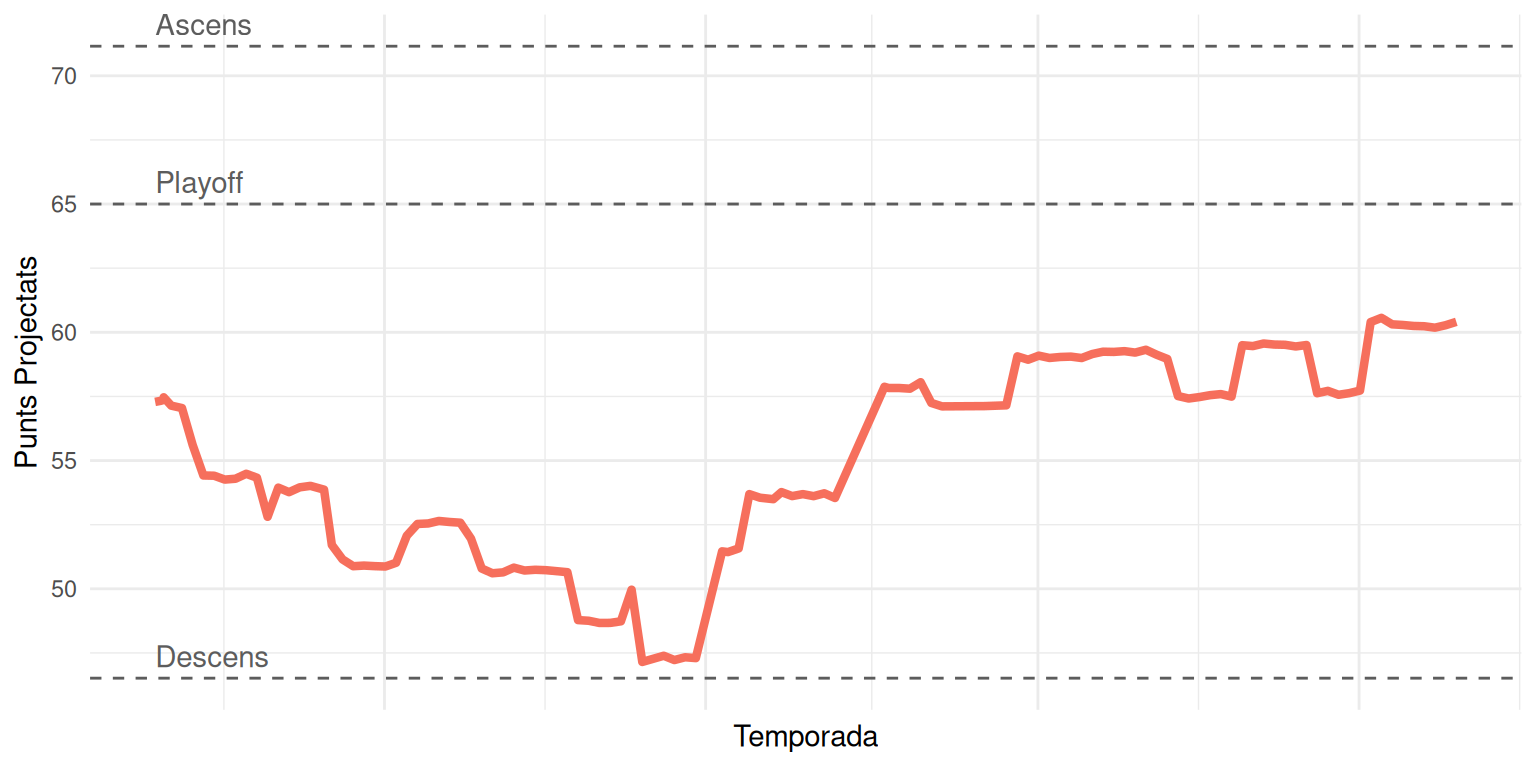 Ascens
70
Playoff
65
Punts Projectats
60
55
50
Descens
Temporada